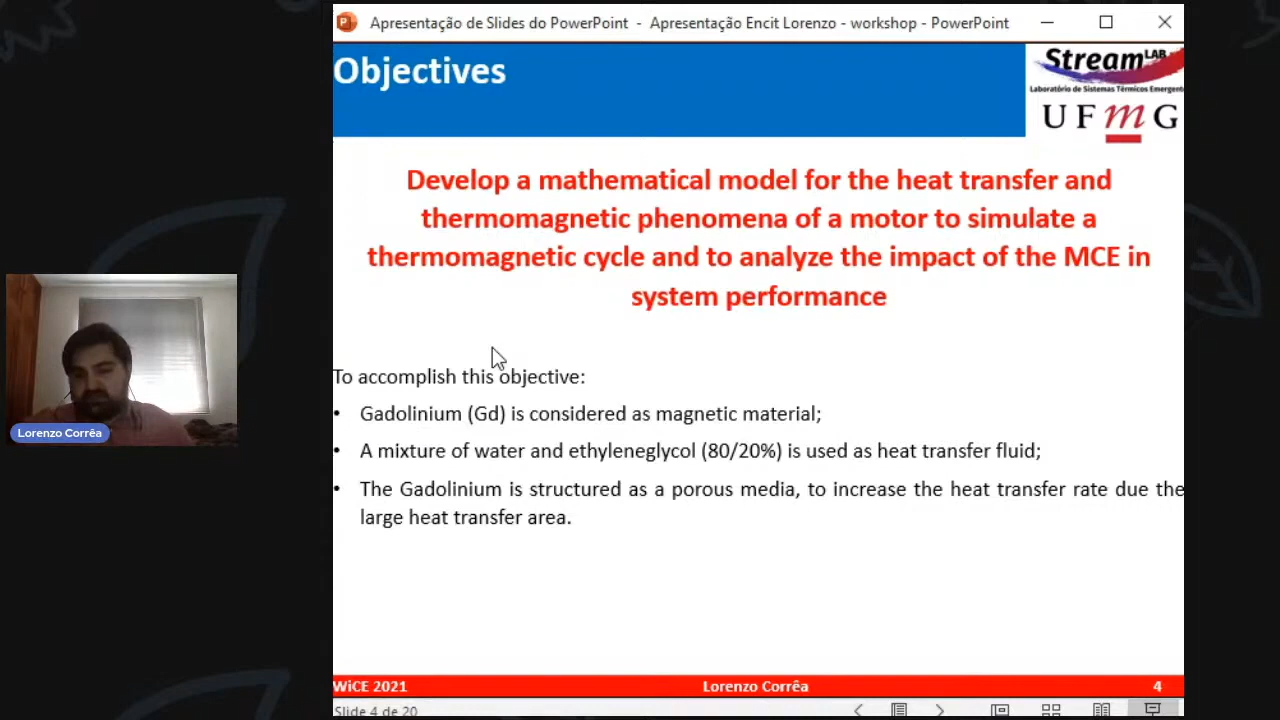 Apresentação de Slides do PowerPoint - Apresentação Encit Lorenzo - workshop - PowerPoint
Objectives
Stream LAB
Laboratório de Sistemas Térmicos Emergent
UFmG
Develop a mathematical model for the heat transfer and
thermomagnetic phenomena of a motor to simulate a
thermomagnetic cycle and to analyze the impact of the MCE in
system performance
To accomplish this objective:
• Gadolinium (Gd) is considered as magnetic material;
• A mixture of water and ethyleneglycol (80/20%) is used as heat transfer fluid;
• The Gadolinium is structured as a porous media, to increase the heat transfer rate due the
large heat transfer area.
Lorenzo Corrêa
WiCE 2021 Lorenzo Corrêa 4
Slide 4 de 20